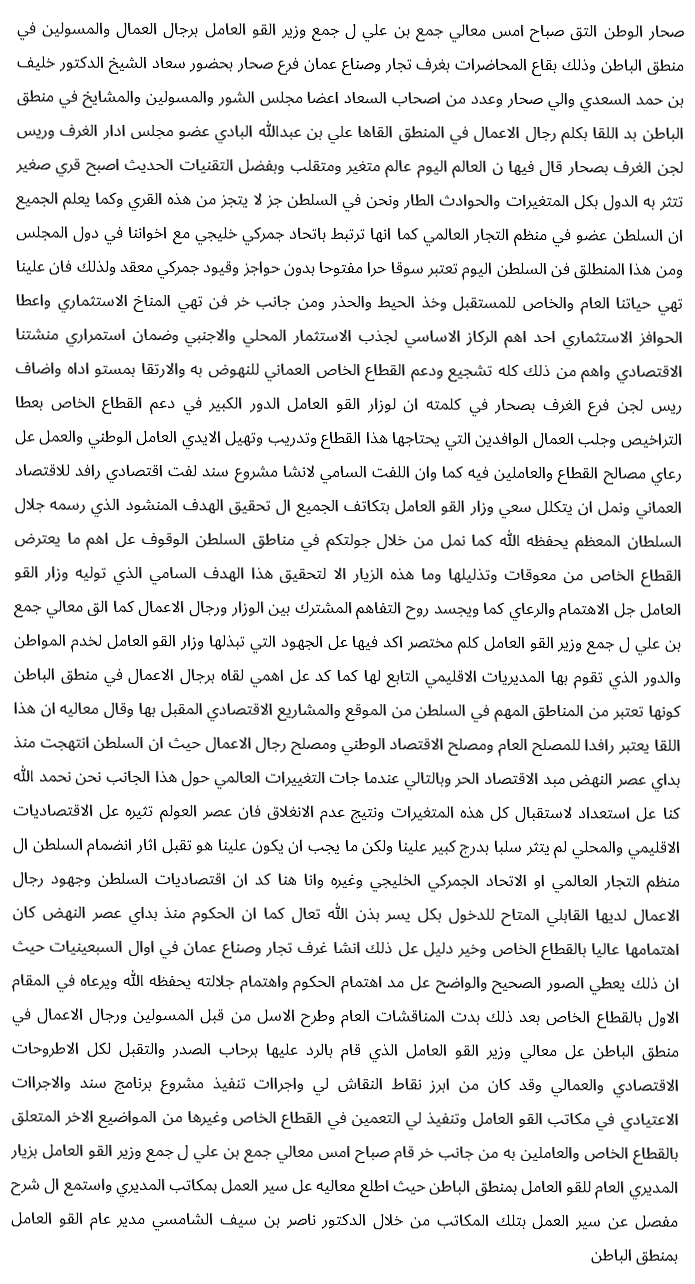 صحار الوطن التق صباح امس معالي جمع بن علي ل جمع وزير القو العامل برجال العمال والمسولين في
منطق الباطن وذلك بقاع المحاضرات بغرف تجار وصناع عمان فرع صحار بحضور سعاد الشيخ الدكتور خليف
بن حمد السعدي والي صحار وعدد من اصحاب السعاد اعضا مجلس الشور والمسولين والمشايخ في منطق
الباطن بد اللقا بكلم رجال الاعمال في المنطق القاها علي بن عبدالله البادي عضو مجلس ادار الغرف وريس
لجن الغرف بصحار قال فيها ن العالم اليوم عالم متغير ومتقلب وبفضل التقنيات الحديث اصبح قري صغير
تتثر به الدول بكل المتغيرات والحوادث الطار ونحن في السلطن جز لا يتجز من هذه القري وكما يعلم الجميع
ان السلطن عضو في منظم التجار العالمي كما انها ترتبط باتحاد جمركي خليجي مع اخواننا في دول المجلس
ومن هذا المنطلق فن السلطن اليوم تعتبر سوقا حرا مفتوحا بدون حواجز وقيود جمركي معقد ولذلك فان علينا
تهي حياتنا العام والخاص للمستقبل وخذ الحيط والحذر ومن جانب خر فن تهي المناخ الاستثماري واعطا
الحوافز الاستثماري احد اهم الركاز الاساسي لجذب الاستثمار المحلي والاجنبي وضمان استمراري منشتنا
الاقتصادي واهم من ذلك كله تشجيع ودعم القطاع الخاص العماني للنهوض به والارتقا بمستو اداه واضاف
ريس لجن فرع الغرف بصحار في كلمته ان لوزار القو العامل الدور الكبير في دعم القطاع الخاص بعطا
التراخيص وجلب العمال الوافدين التي يحتاجها هذا القطاع وتدريب وتهيل الايدي العامل الوطني والعمل عل
رعاي مصالح القطاع والعاملين فيه كما وان اللفت السامي لانشا مشروع سند لفت اقتصادي رافد للاقتصاد
العماني ونمل ان يتكلل سعي وزار القو العامل بتكاتف الجميع ال تحقيق الهدف المنشود الذي رسمه جلال
السلطان المعظم يحفظه الله كما نمل من خلال جولتكم في مناطق السلطن الوقوف عل اهم ما يعترض
القطاع الخاص من معوقات وتذليلها وما هذه الزيار الا لتحقيق هذا الهدف السامي الذي توليه وزار القو
العامل جل الاهتمام والرعاي كما ويجسد روح التفاهم المشترك بين الوزار ورجال الاعمال كما الق معالي جمع
بن علي ل جمع وزير القو العامل كلم مختصر اكد فيها عل الجهود التي تبذلها وزار القو العامل لخدم المواطن
والدور الذي تقوم بها المديريات الاقليمي التابع لها كما كد عل اهمي لقاه برجال الاعمال في منطق الباطن
كونها تعتبر من المناطق المهم في السلطن من الموقع والمشاريع الاقتصادي المقبل بها وقال معاليه ان هذا
اللقا يعتبر رافدا للمصلح العام ومصلح الاقتصاد الوطني ومصلح رجال الاعمال حيث ان السلطن انتهجت منذ
بداي عصر النهض مبد الاقتصاد الحر وبالتالي عندما جات التغييرات العالمي حول هذا الجانب نحن نحمد الله
كنا عل استعداد لاستقبال كل هذه المتغيرات ونتيج عدم الانغلاق فان عصر العولم تثيره عل الاقتصاديات
الاقليمي والمحلي لم يتثر سلبا بدرج كبير علينا ولكن ما يجب ان يكون علينا هو تقبل اثار انضمام السلطن ال
منظم التجار العالمي او الاتحاد الجمركي الخليجي وغيره وانا هنا كد ان اقتصاديات السلطن وجهود رجال
الاعمال لديها القابلي المتاح للدخول بكل يسر بذن الله تعال كما ان الحكوم منذ بداي عصر النهض كان
اهتمامها عاليا بالقطاع الخاص وخير دليل عل ذلك انشا غرف تجار وصناع عمان في اوال السبعينيات حيث
ان ذلك يعطي الصور الصحيح والواضح عل مد اهتمام الحكوم واهتمام جلالته يحفظه الله ويرعاه في المقام
الاول بالقطاع الخاص بعد ذلك بدت المناقشات العام وطرح الاسل من قبل المسولين ورجال الاعمال في
منطق الباطن عل معالي وزير القو العامل الذي قام بالرد عليها برحاب الصدر والتقبل لكل الاطروحات
الاقتصادي والعمالي وقد كان من ابرز نقاط النقاش لي واجراات تنفيذ مشروع برنامج سند والاجراات
الاعتيادي في مكاتب القو العامل وتنفيذ لي التعمين في القطاع الخاص وغيرها من المواضيع الاخر المتعلق
بالقطاع الخاص والعاملين به من جانب خر قام صباح امس معالي جمع بن علي ل جمع وزير القو العامل بزيار
المديري العام للقو العامل بمنطق الباطن حيث اطلع معاليه عل سير العمل بمكاتب المديري واستمع ال شرح
مفصل عن سير العمل بتلك المكاتب من خلال الدكتور ناصر بن سيف الشامسي مدير عام القو العامل
بمنطق الباطن